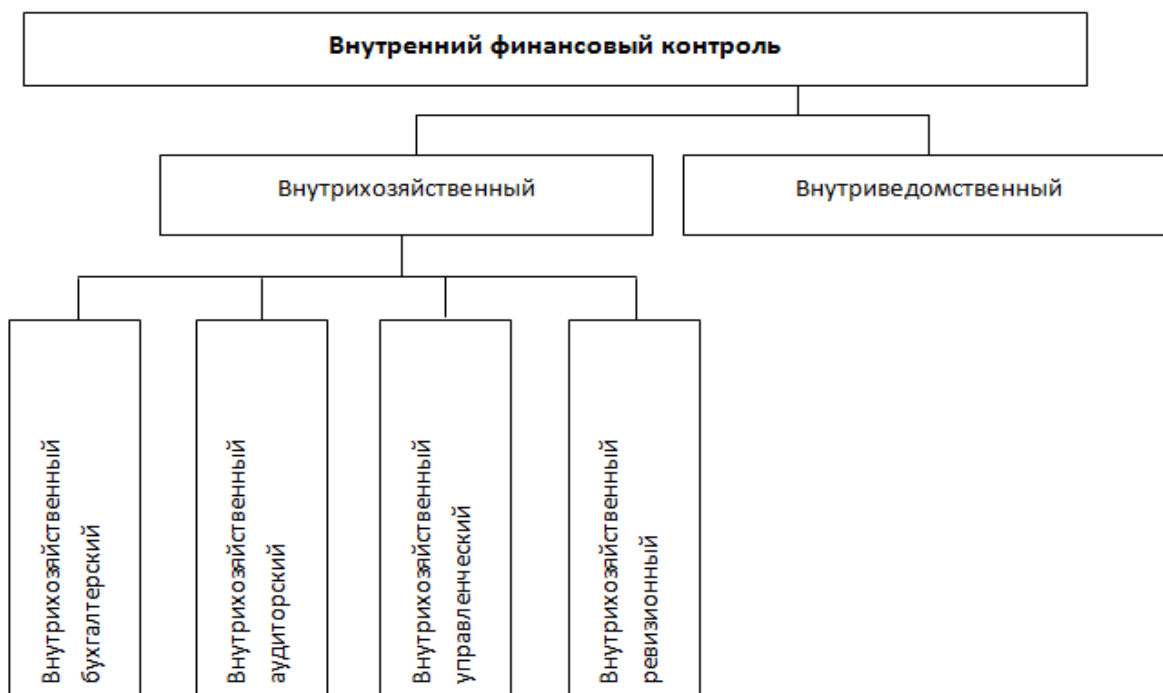 Внутренний финансовый контроль
Внутрихозяйственный
Внутриведомственный
Внутрихозяйственный
бухгалтерский
Внутрихозяйственный
аудиторский
Внутрихозяйственный
управленческий
Внутрихозяйственный
ревизионный